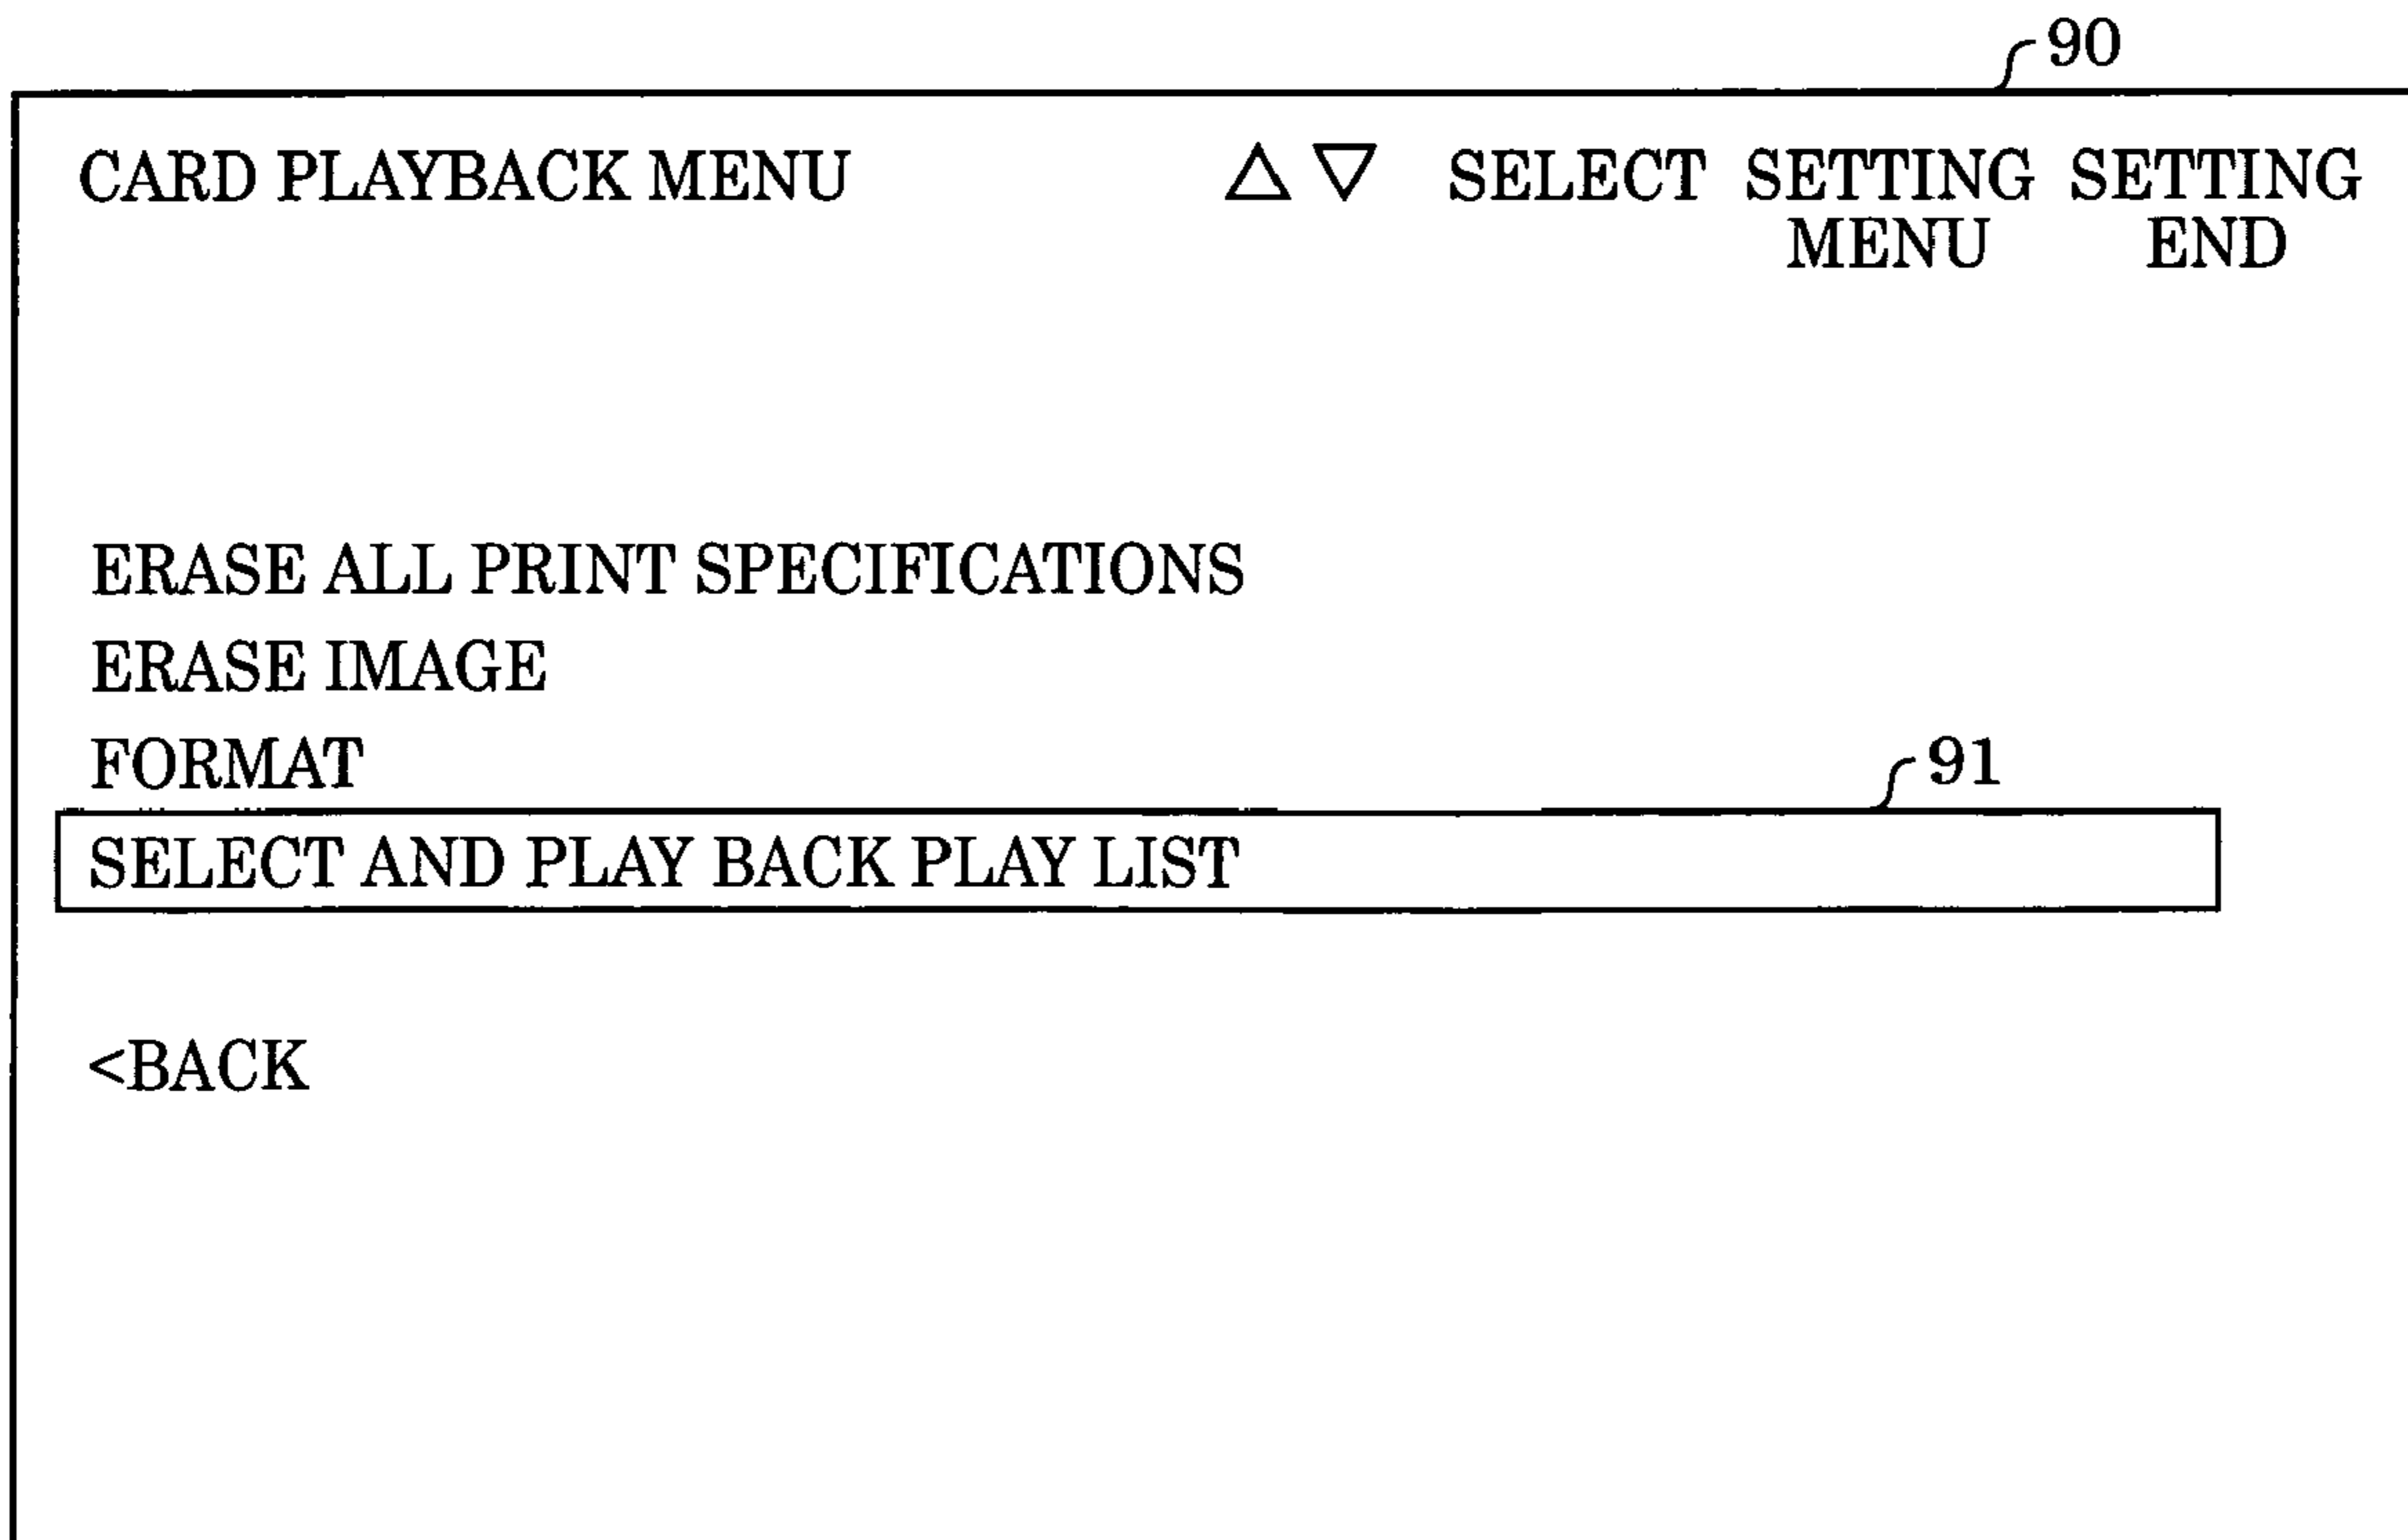 90
CARD PLAYBACK MENU △ ▽ SELECT SETTING SETTING
MENU END
ERASE ALL PRINT SPECIFICATIONS
ERASE IMAGE
FORMAT
91
SELECT AND PLAY BACK PLAY LIST
<BACK